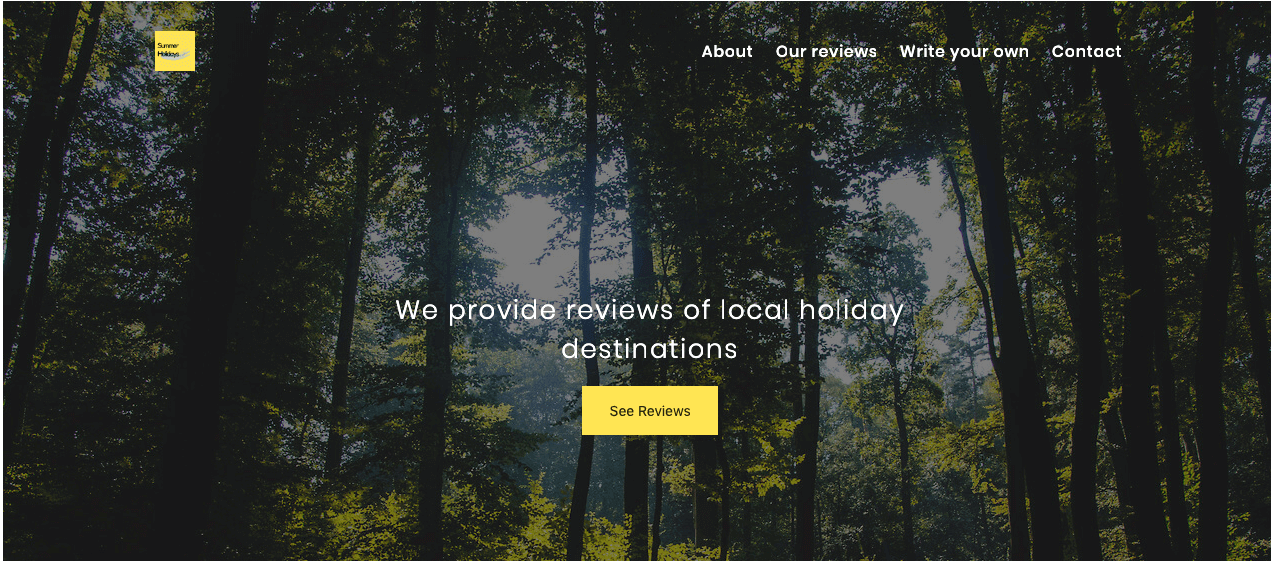 Summer
Holidays
About Our reviews Write your own Contact
We provide reviews of local holiday
destinations
See Reviews